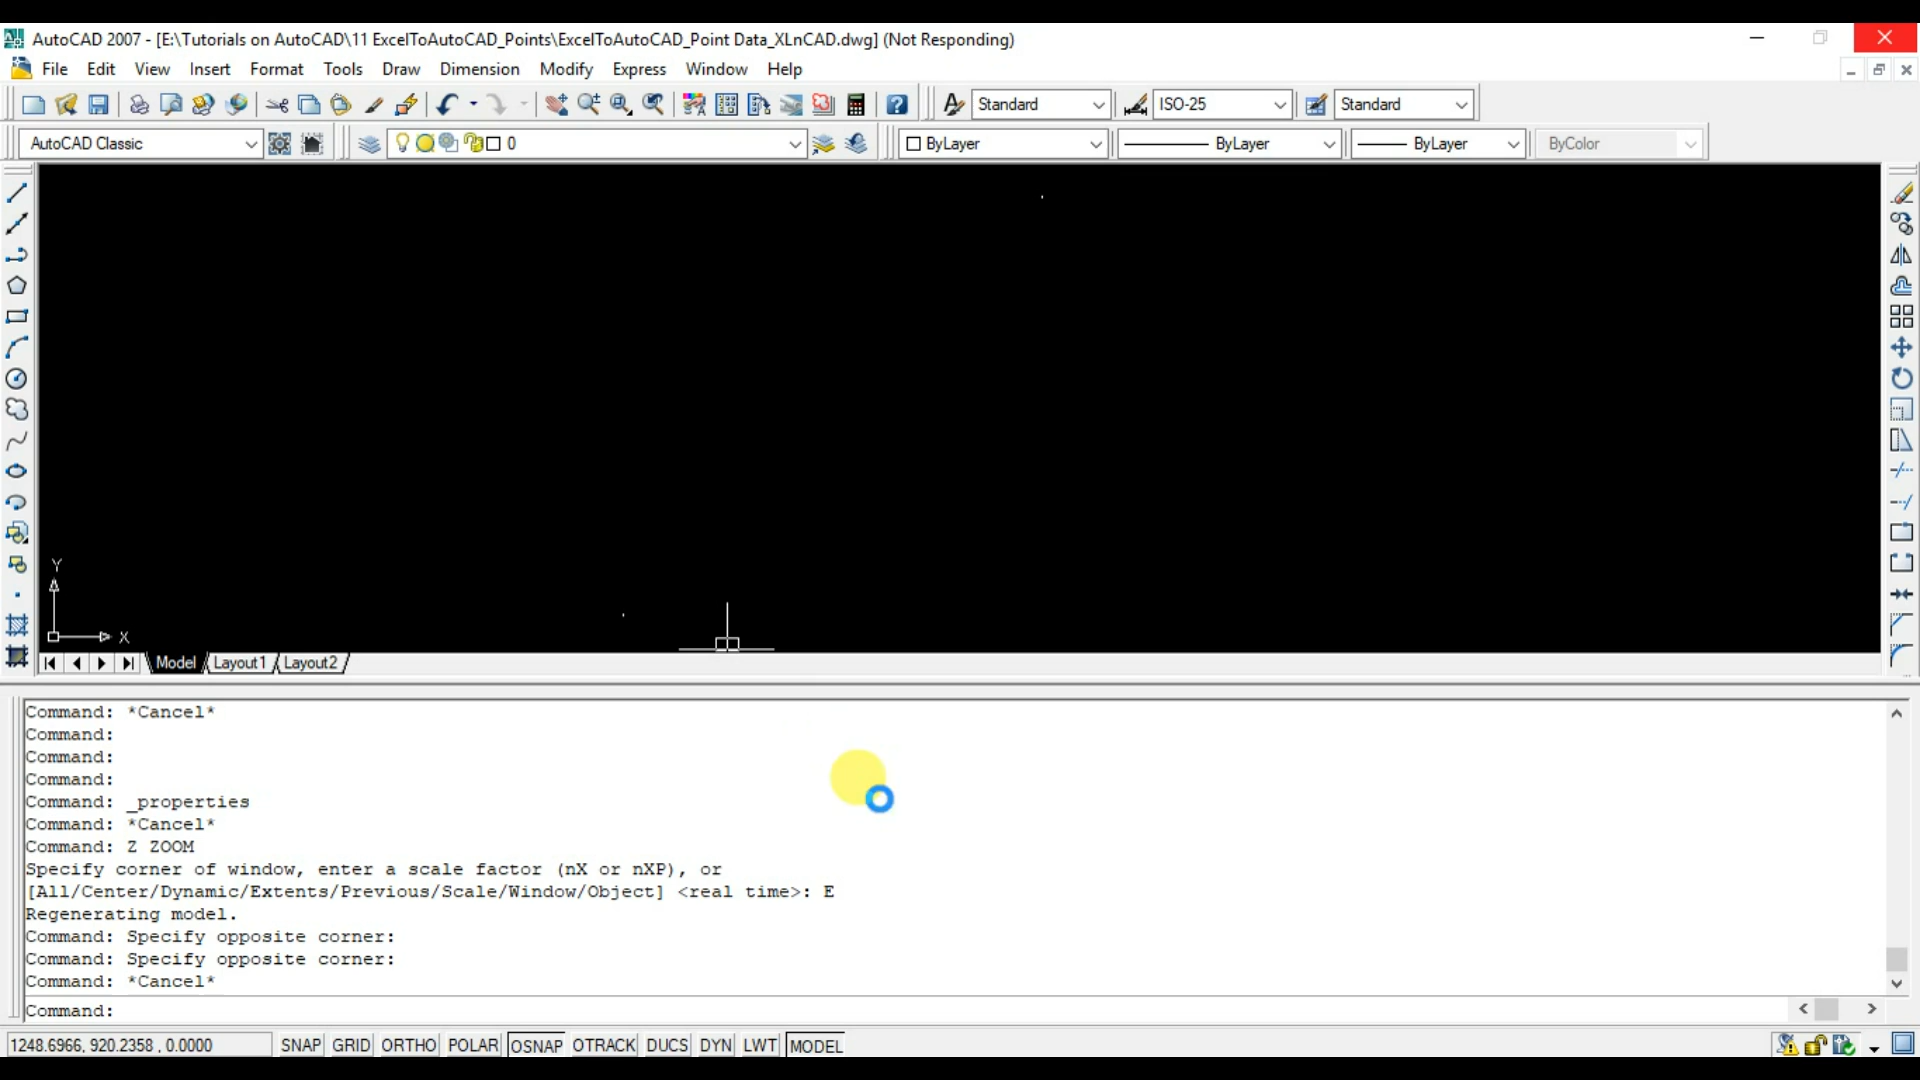 AutoCAD 2007 - [E:\Tutorials on AutoCAD\11 ExcelToAutoCAD_Points\ExcelToAutoCAD_Point Data_XLnCAD.dwg] (Not Responding)
File Edit View Insert Format Tools Draw Dimension Modify Express Window Help
Standard ISO-25 Standard
AutoCAD Classic 0 ByLayer ByLayer ByLayer ByColor
Y
X
Model Layout1 Layout2
Command: *Cancel*
Command:
Command:
Command:
Command: _properties
Command: *Cancel*
Command: Z ZOOM
Specify corner of window, enter a scale factor (nX or nXP), or
[All/Center/Dynamic/Extents/Previous/Scale/Window/Object] <real time>: E
Regenerating model.
Command: Specify opposite corner:
Command: Specify opposite corner:
Command: *Cancel*
Command:
1248.6966, 920.2358 , 0.0000 SNAP GRID ORTHO POLAR OSNAP OTRACK DUCS DYN LWT MODEL